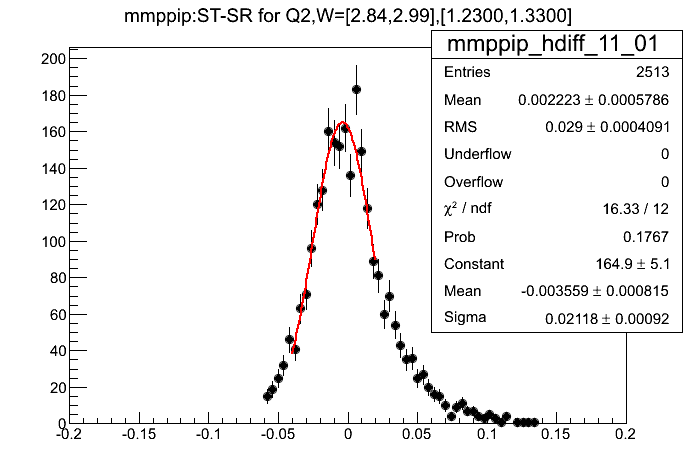 mmppip:ST-SR for Q2,W=[2.84,2.99],[1.2300,1.3300]
mmppip_hdiff_11_01
Entries 2513
Mean 0.002223 ± 0.0005786
RMS 0.029 ± 0.0004091
Underflow 0
Overflow 0
χ² / ndf 16.33 / 12
Prob 0.1767
Constant 164.9 ± 5.1
Mean -0.003559 ± 0.000815
Sigma 0.02118 ± 0.00092
200
180
160
140
120
100
80
60
40
20
0
-0.2 -0.15 -0.1 -0.05 0 0.05 0.1 0.15 0.2